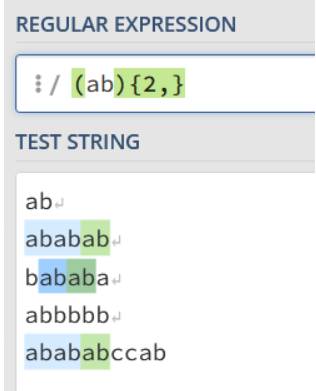 REGULAR EXPRESSION
⋮ / (ab){2,}
TEST STRING
ab↵
ababab↵
bababa↵
abbbbb↵
abababccab